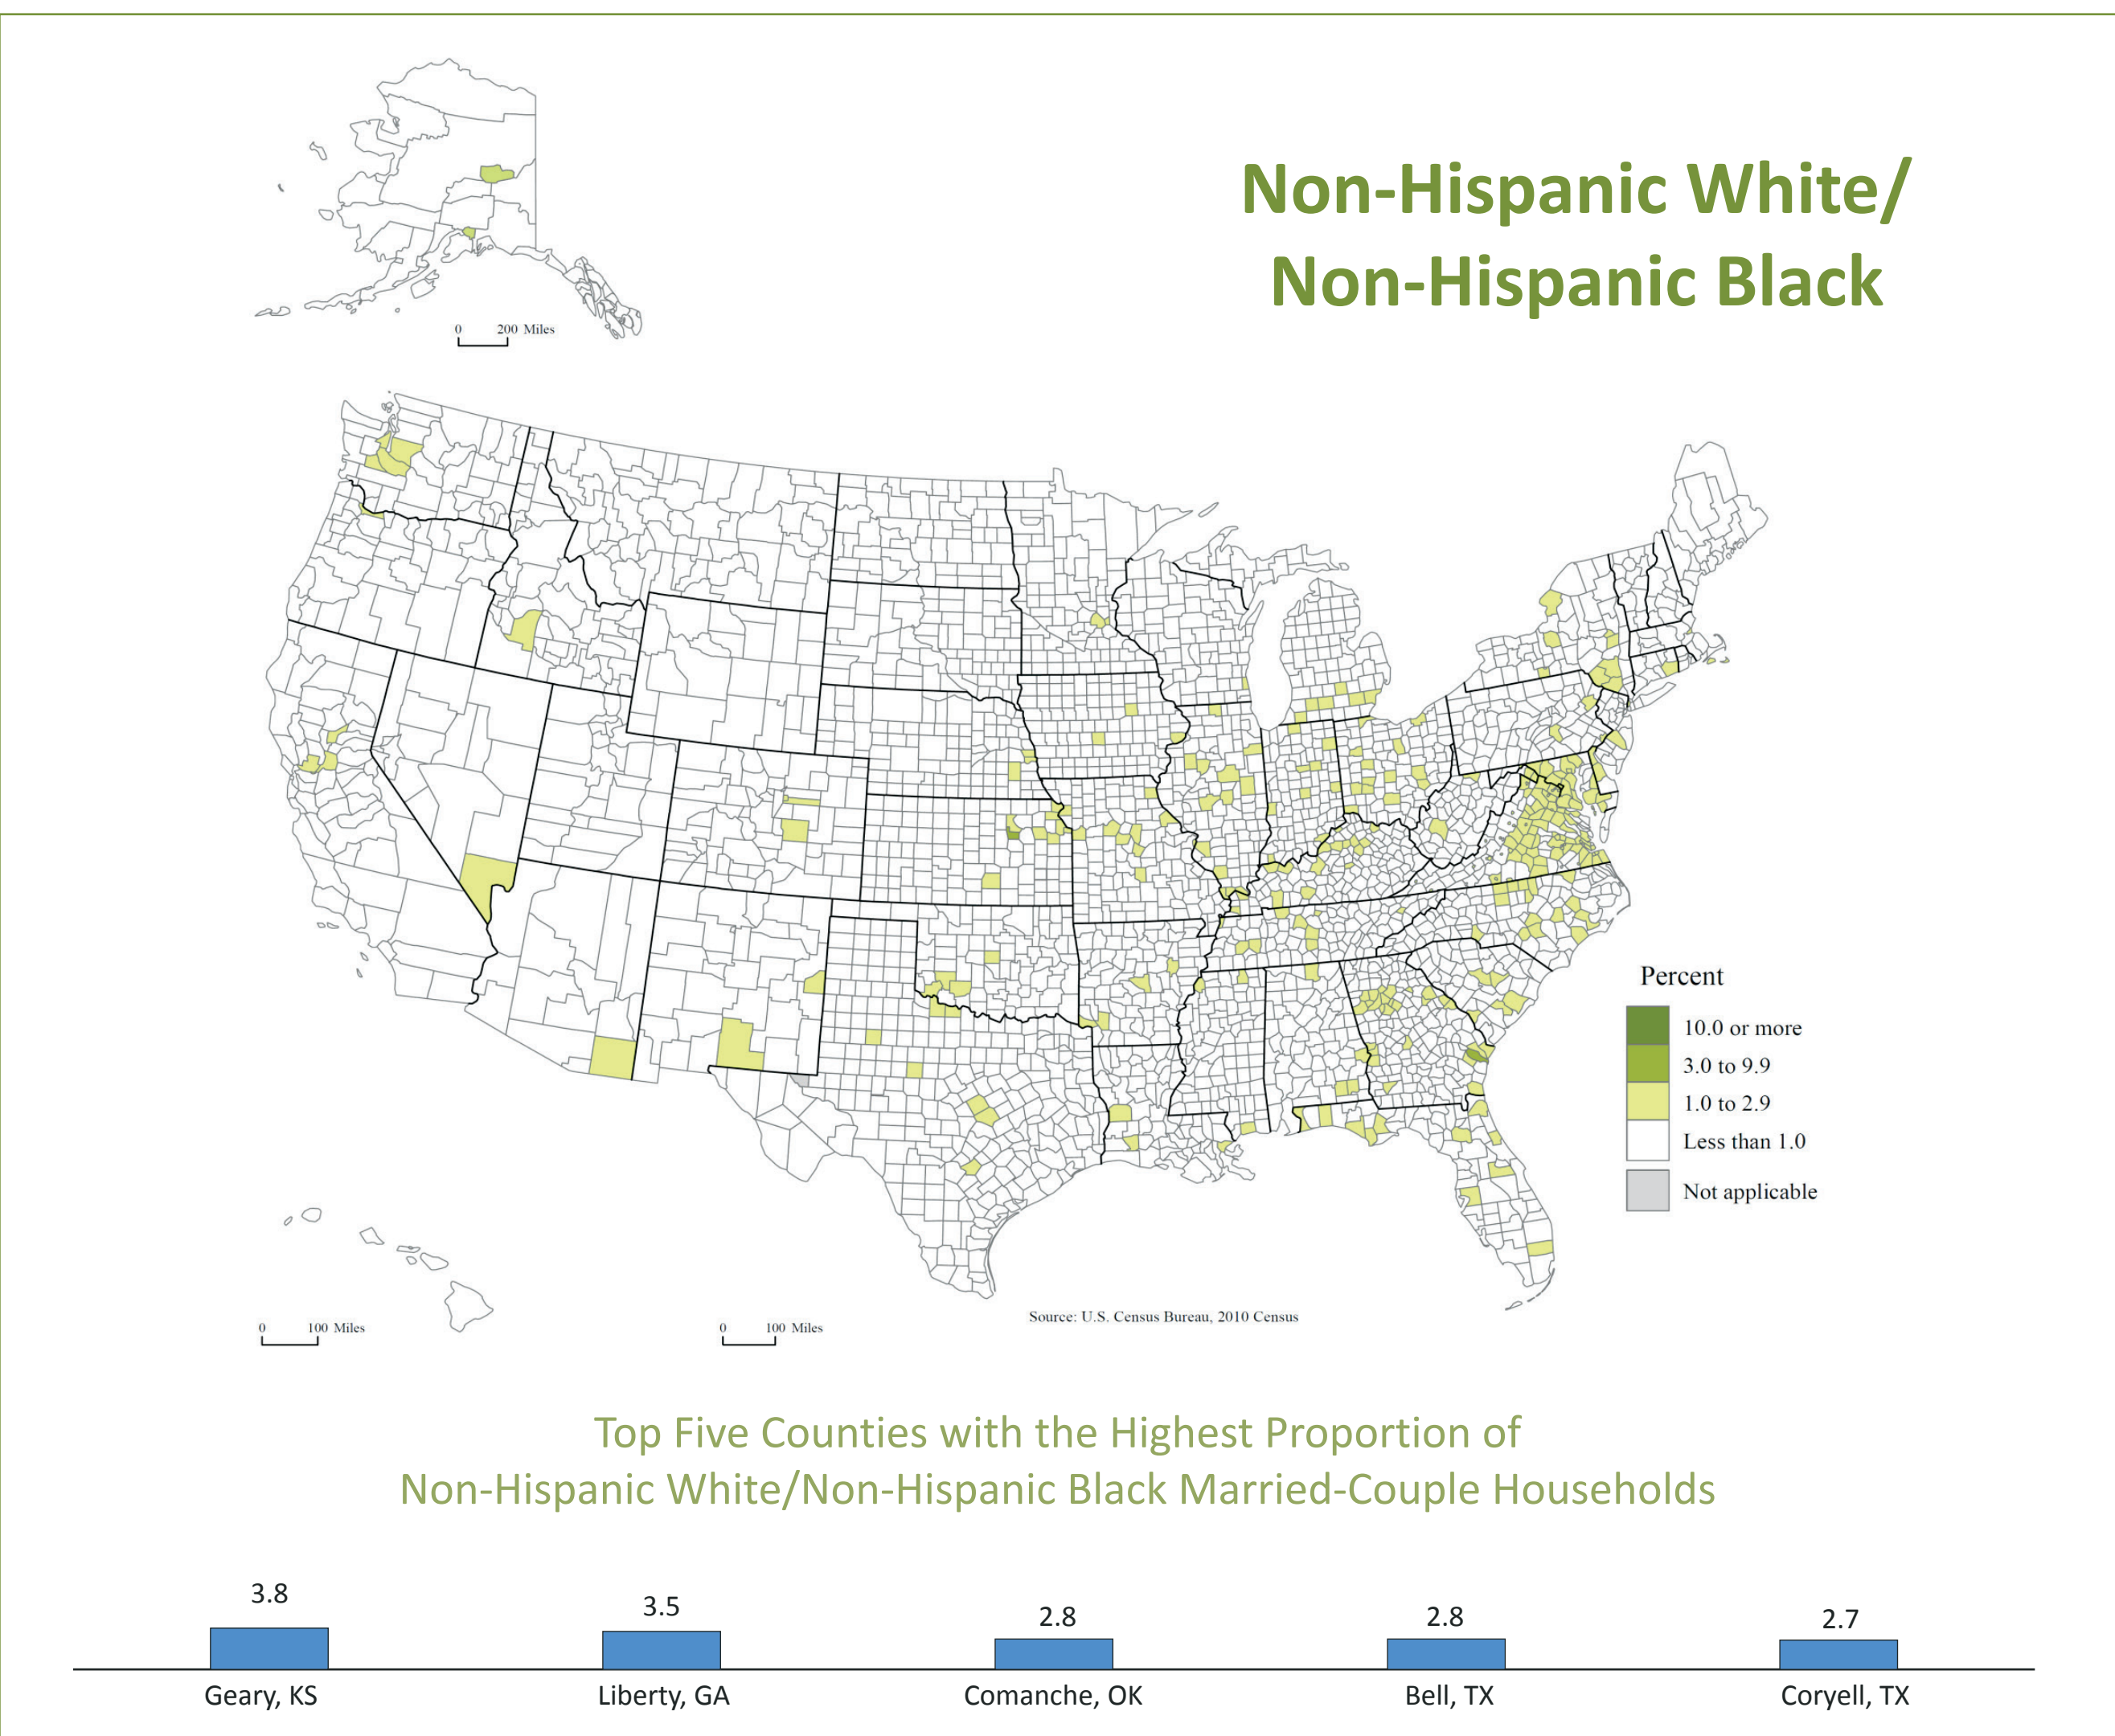 Non-Hispanic White/
Non-Hispanic Black
0 200 Miles
Percent
10.0 or more
3.0 to 9.9
1.0 to 2.9
Less than 1.0
Not applicable
0 100 Miles
0 100 Miles
Source: U.S. Census Bureau, 2010 Census
Top Five Counties with the Highest Proportion of
Non-Hispanic White/Non-Hispanic Black Married-Couple Households
3.8
3.5
2.8
2.8
2.7
Geary, KS
Liberty, GA
Comanche, OK
Bell, TX
Coryell, TX